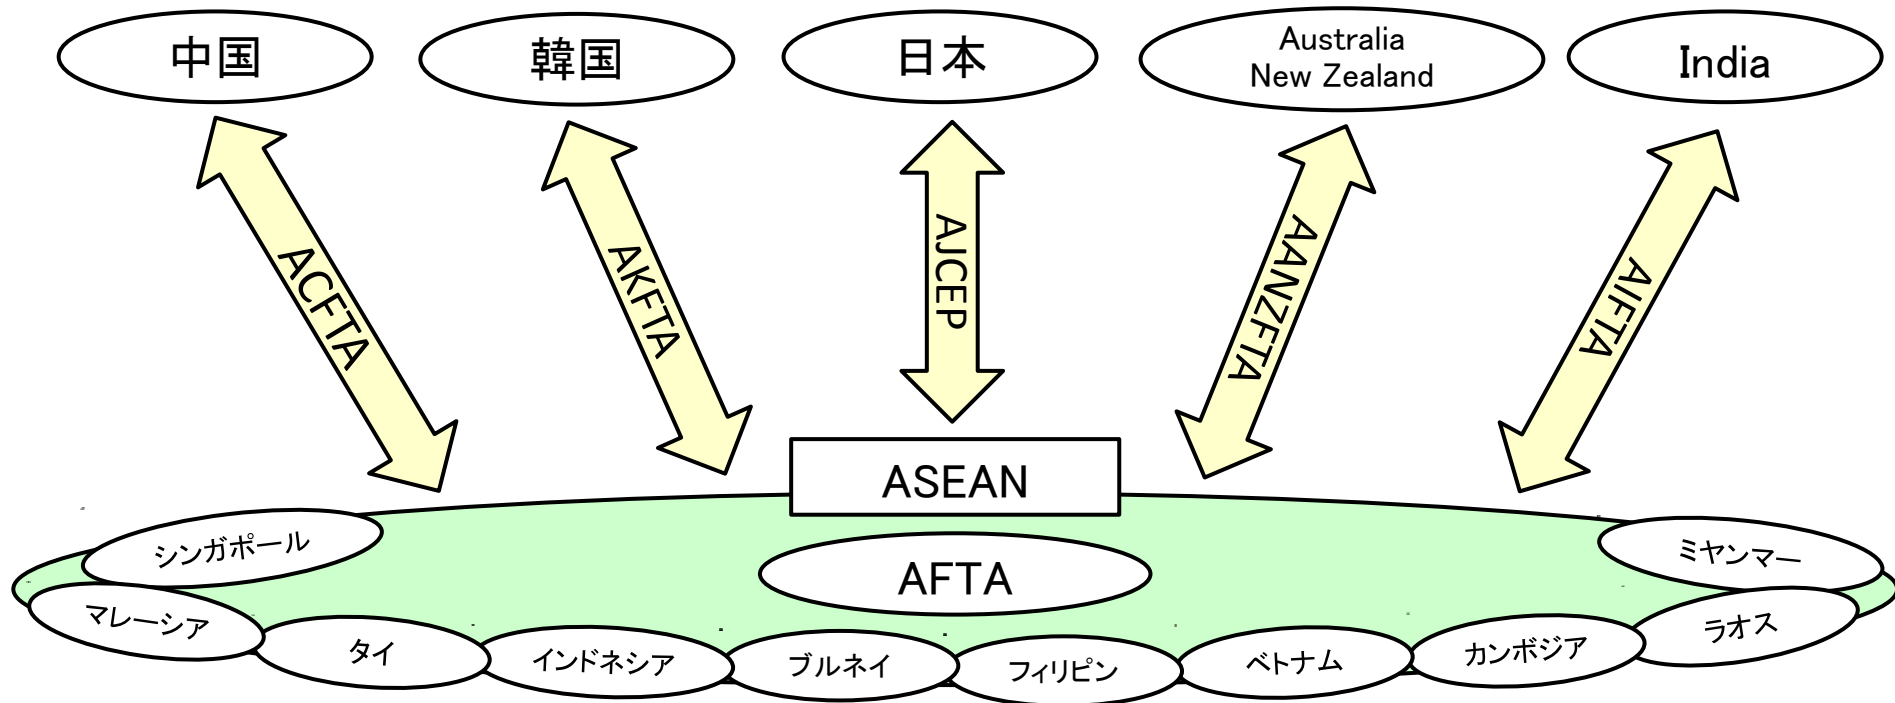 中国
韓国
日本
Australia
New Zealand
India
ACFTA
AKFTA
AJCEP
AANZFTA
AIFTA
ASEAN
AFTA
シンガポール
マレーシア
タイ
インドネシア
ブルネイ
フィリピン
ベトナム
カンボジア
ラオス
ミャンマー